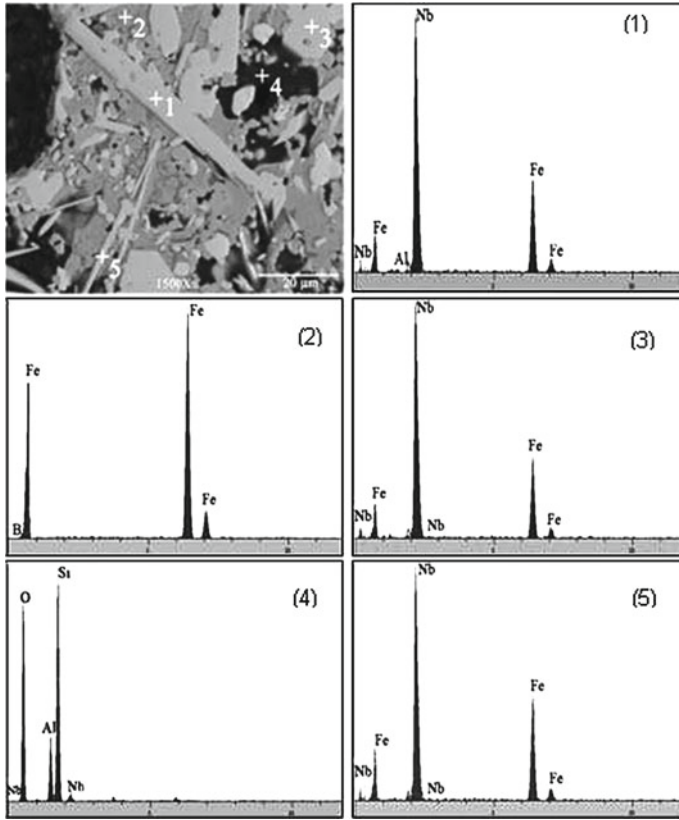 +2
+3
+4
+1
+5
1500X
20 µm
(1)
Nb
Fe
Fe
Nb
Al
Fe
(2)
Fe
Fe
Fe
B
(3)
Nb
Fe
Fe
Nb
Nb
Fe
(4)
Si
O
Al
Nb
Nb
(5)
Nb
Fe
Fe
Nb
Nb
Fe